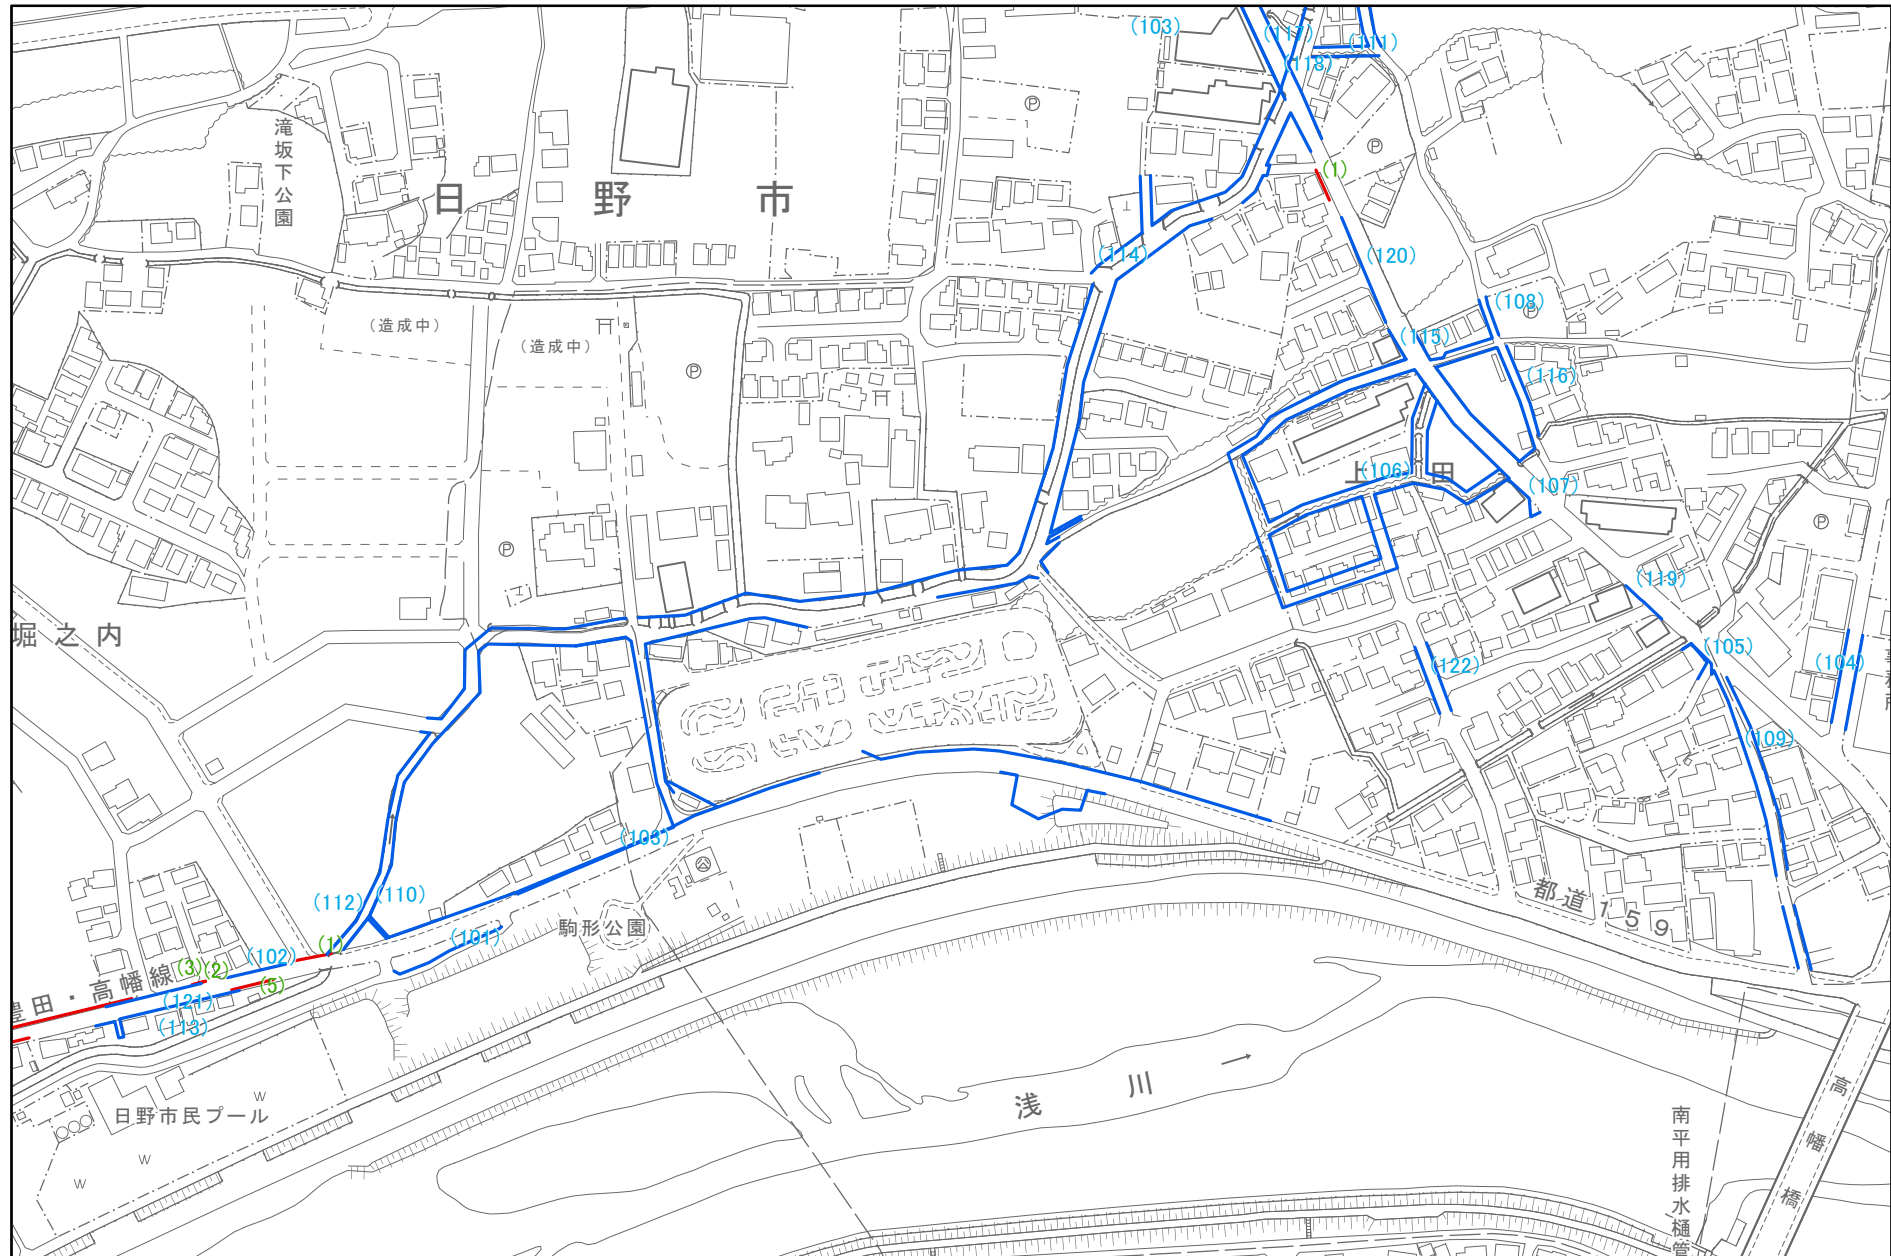 (103)
(117)
(111)
(118)
滝坂下公園
Ⓟ
Ⓟ
(1)
日野市
(114)
(120)
(108)
Ⓟ
(造成中)
(造成中)
(115)
Ⓟ
(116)
上田
(106)
(107)
Ⓟ
Ⓟ
(119)
堀之内
(105)
(104)
(122)
(109)
(103)
都道159
(112)
(110)
駒形公園
(101)
(1)
(102)
(3)
(2)
(5)
豊田・高幡線
(121)
(113)
日野市民プール
W
W
W
浅川
高幡橋
南平用排水樋管